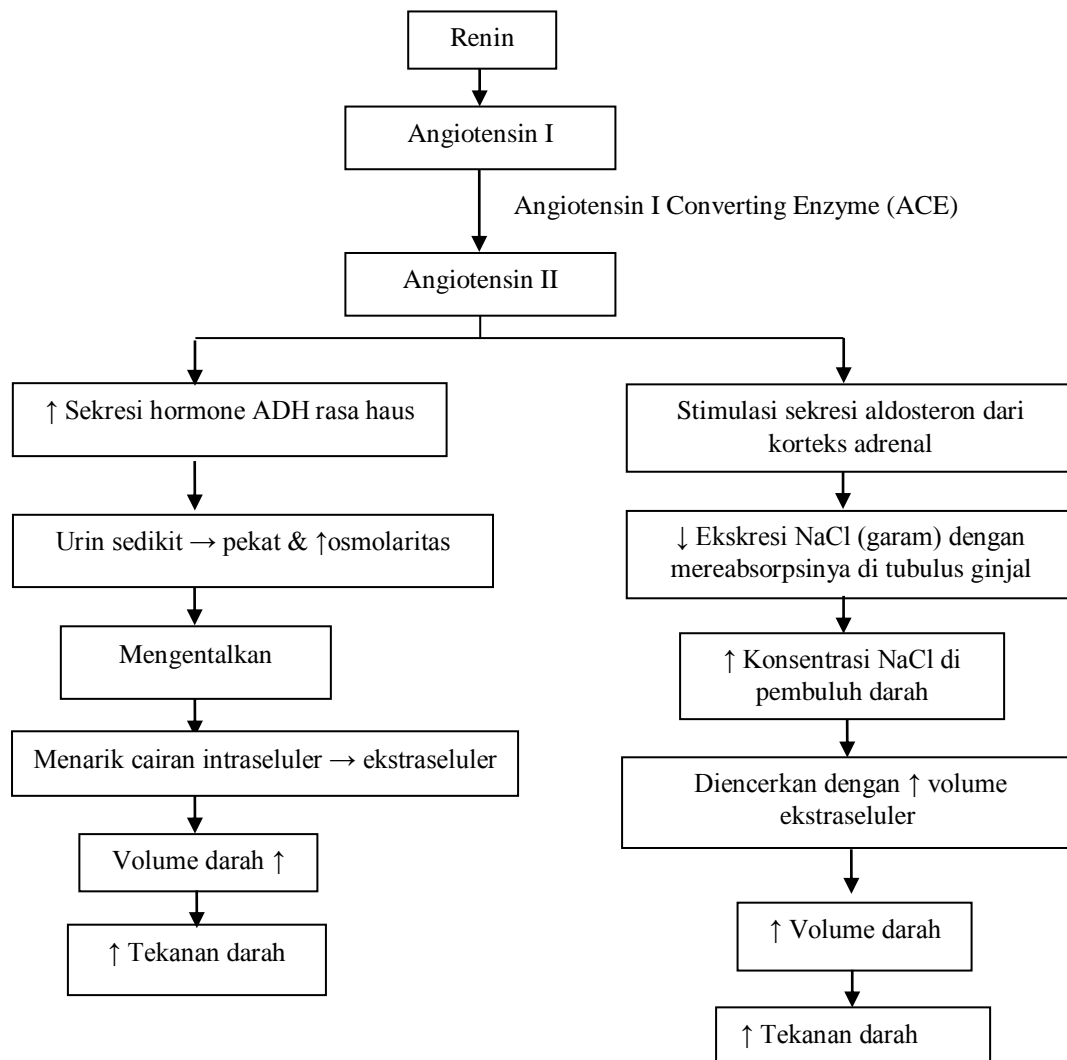 Renin
Angiotensin I
Angiotensin I Converting Enzyme (ACE)
Angiotensin II
↑ Sekresi hormone ADH rasa haus
Urin sedikit → pekat & ↑osmolaritas
Mengentalkan
Menarik cairan intraseluler → ekstraseluler
Volume darah ↑
↑ Tekanan darah
Stimulasi sekresi aldosteron dari
korteks adrenal
↓ Ekskresi NaCl (garam) dengan
mereabsorpsinya di tubulus ginjal
↑ Konsentrasi NaCl di
pembuluh darah
Diencerkan dengan ↑ volume
ekstraseluler
↑ Volume darah
↑ Tekanan darah